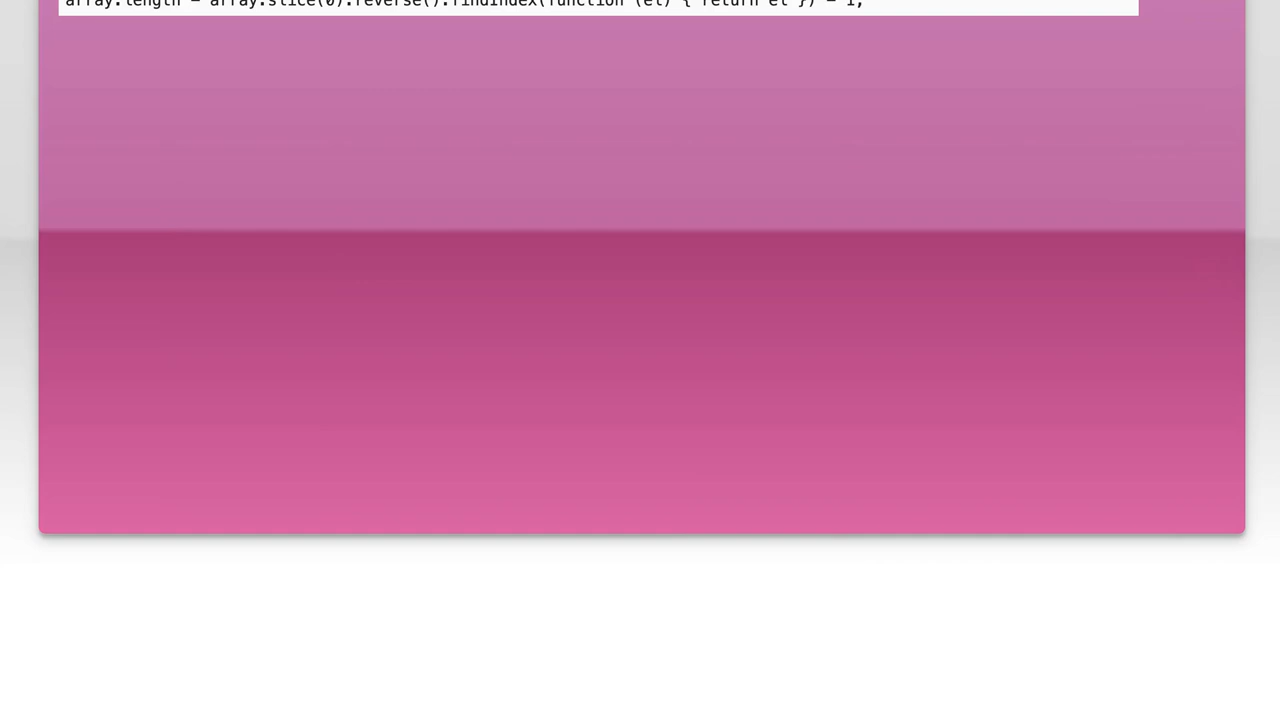 array.length = array.slice(0).reverse().findIndex(function (el) { return el }) - 1;